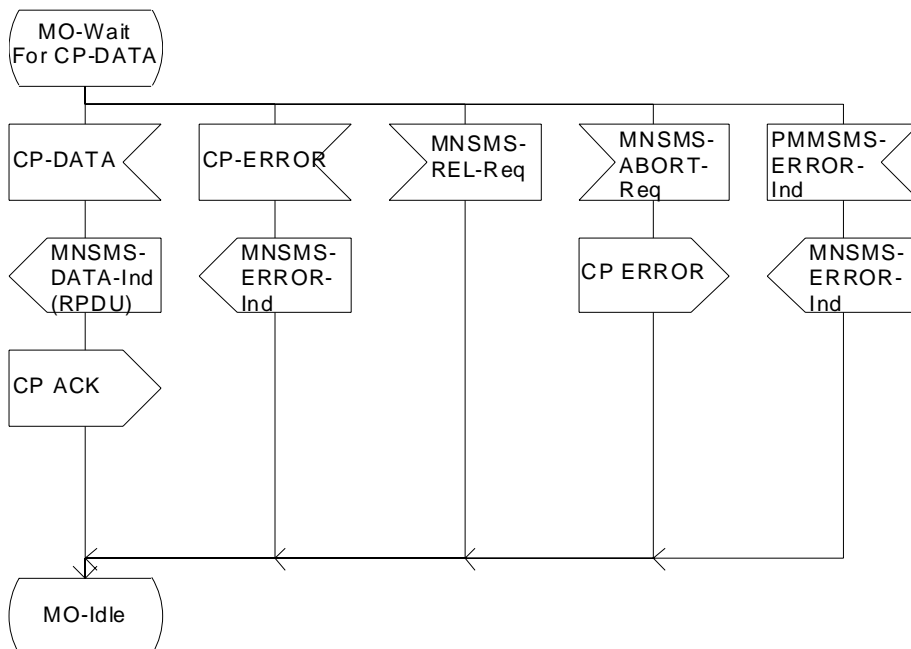 MO-Wait
For CP-DATA
CP-DATA
CP-ERROR
MNSMS-
REL-Req
MNSMS-
ABORT-
Req
PMMSMS-
ERROR-
Ind
MNSMS-
DATA-Ind
(RPDU)
MNSMS-
ERROR-
Ind
CP ERROR
MNSMS-
ERROR-
Ind
CP ACK
MO-Idle